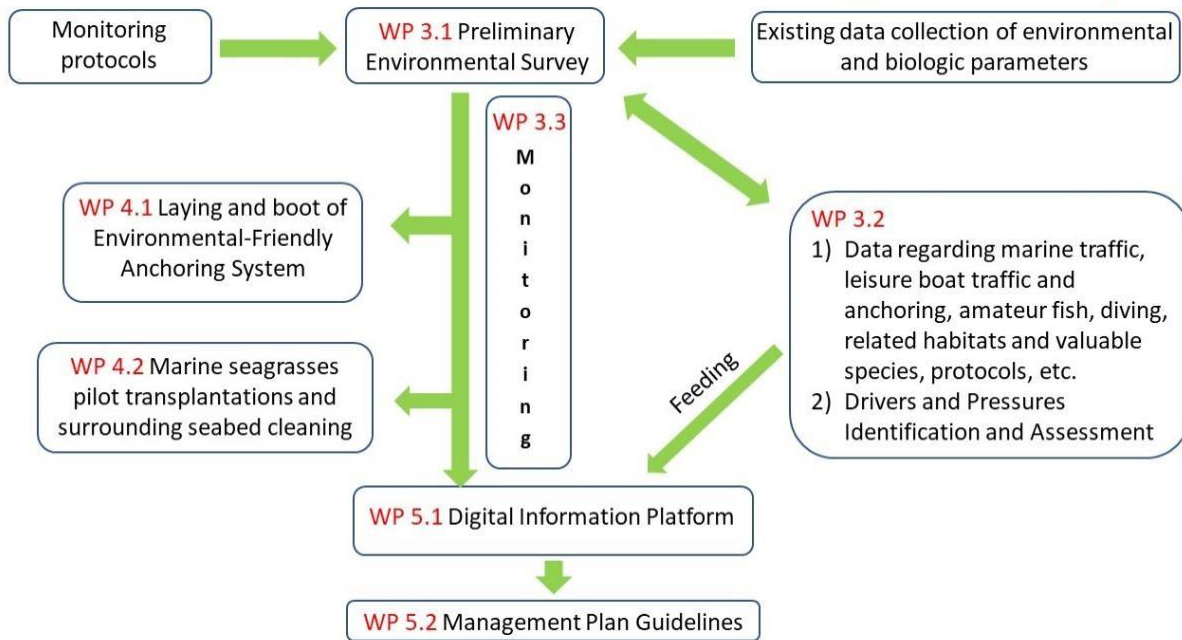 Monitoring
protocols
WP 3.1 Preliminary
Environmental Survey
Existing data collection of environmental
and biologic parameters
WP 3.3
M
o
n
i
t
o
r
i
n
g
WP 4.1 Laying and boot of
Environmental-Friendly
Anchoring System
WP 3.2
1) Data regarding marine traffic,
leisure boat traffic and
anchoring, amateur fish, diving,
related habitats and valuable
species, protocols, etc.
2) Drivers and Pressures
Identification and Assessment
WP 4.2 Marine seagrasses
pilot transplantations and
surrounding seabed cleaning
Feeding
WP 5.1 Digital Information Platform
WP 5.2 Management Plan Guidelines